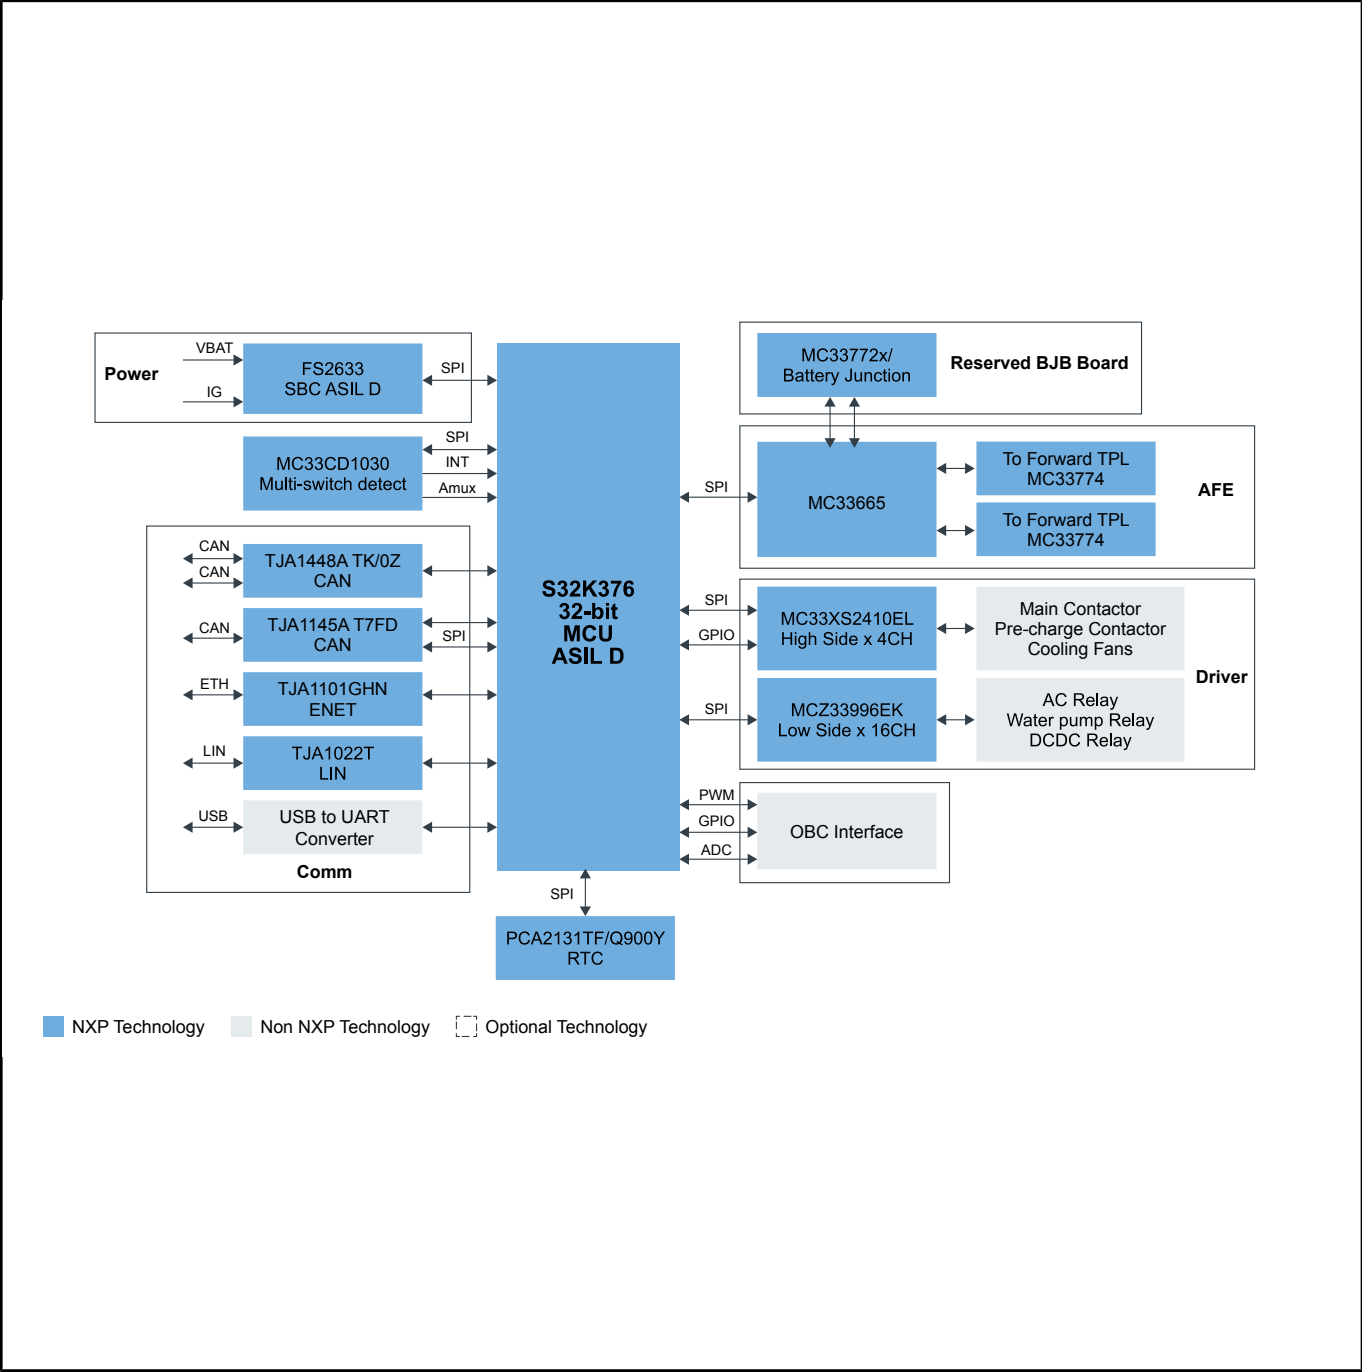 Power
VBAT
IG
FS2633
SBC ASIL D
SPI
MC33CD1030
Multi-switch detect
SPI
INT
Amux
CAN
CAN
TJA1448A TK/0Z
CAN
CAN
TJA1145A T7FD
CAN
SPI
ETH
TJA1101GHN
ENET
LIN
TJA1022T
LIN
USB
USB to UART
Converter
Comm
S32K376
32-bit
MCU
ASIL D
SPI
PCA2131TF/Q900Y
RTC
MC33772x/
Battery Junction
Reserved BJB Board
SPI
MC33665
To Forward TPL
MC33774
To Forward TPL
MC33774
AFE
SPI
GPIO
MC33XS2410EL
High Side x 4CH
Main Contactor
Pre-charge Contactor
Cooling Fans
Driver
SPI
MCZ33996EK
Low Side x 16CH
AC Relay
Water pump Relay
DCDC Relay
PWM
GPIO
ADC
OBC Interface
NXP Technology
Non NXP Technology
Optional Technology